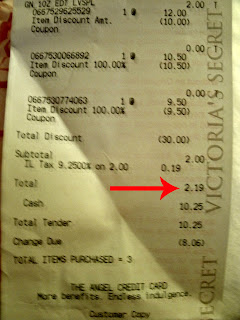 GN 10Z EDT LVSPL 2.00 T
0667529625529 1 @ 12.00
Item Discount Amt. (10.00)
Coupon
0667530066892 1 @ 10.50
Item Discount 100.00% (10.50)
Coupon
0667530774063 1 @ 9.50
Item Discount 100.00% (9.50)
Coupon
Total Discount (30.00)
Subtotal 2.00
IL Tax 9.2500% on 2.00 0.19
Total 2.19
Cash 10.25
Total Tender 10.25
Change Due (8.06)
TOTAL ITEMS PURCHASED = 3
THE ANGEL CREDIT CARD
More benefits. Endless indulgence.
Customer Copy
VICTORIA'S SECRET
SECRET